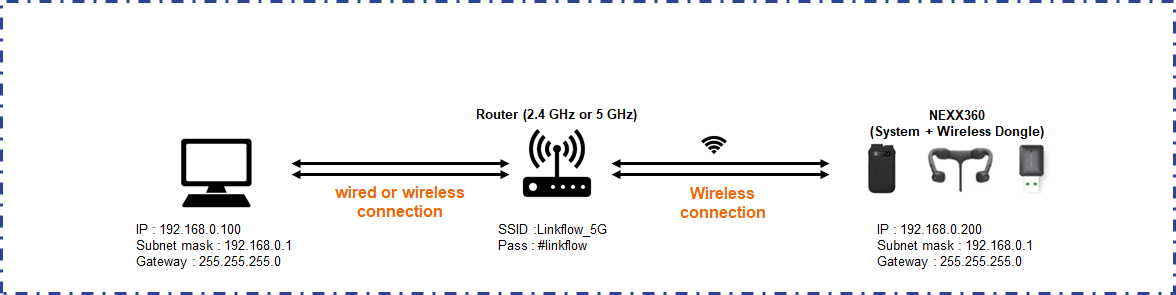 Router (2.4 GHz or 5 GHz)
NEXX360
(System + Wireless Dongle)
wired or wireless
connection
Wireless
connection
IP : 192.168.0.100
Subnet mask : 192.168.0.1
Gateway : 255.255.255.0
SSID :Linkflow_5G
Pass : #linkflow
IP : 192.168.0.200
Subnet mask : 192.168.0.1
Gateway : 255.255.255.0